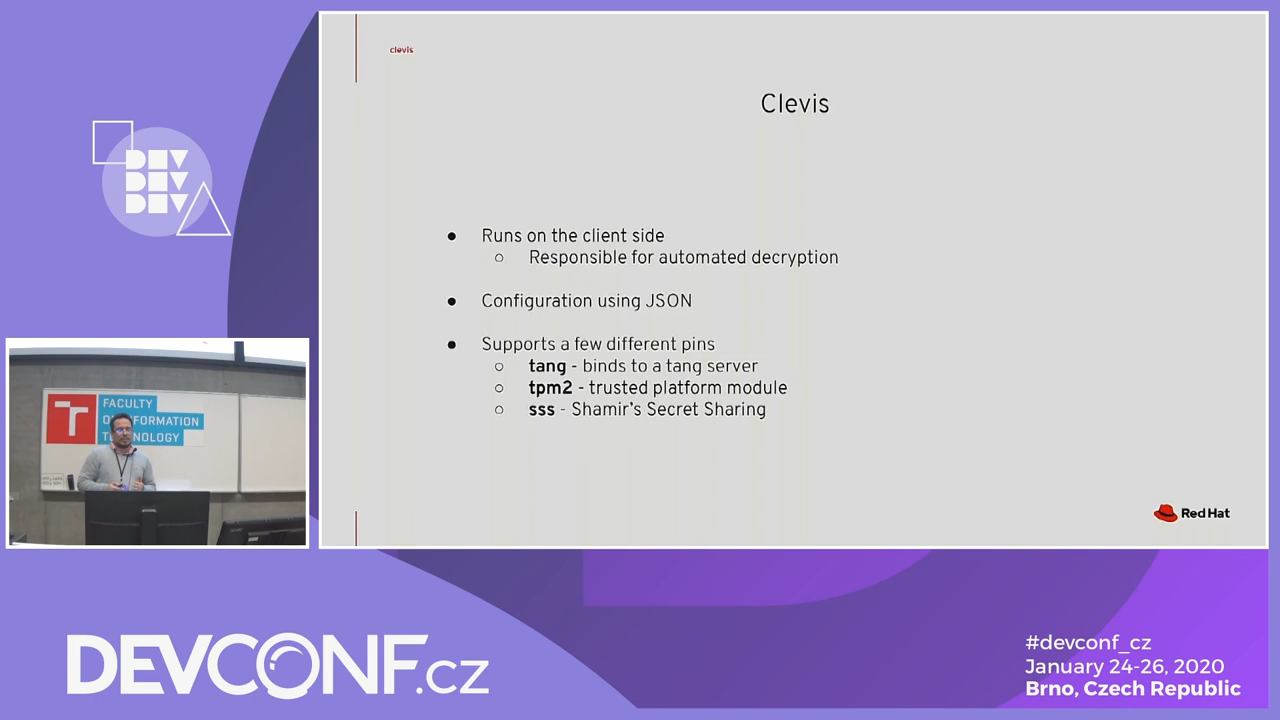 clevis
Clevis
● Runs on the client side
○ Responsible for automated decryption
● Configuration using JSON
● Supports a few different pins
○ tang - binds to a tang server
○ tpm2 - trusted platform module
○ sss - Shamir's Secret Sharing
Red Hat
DEV
DEV
DEV
T
FACULTY
OF INFORMATION
TECHNOLOGY
DEVCONF.cz
#devconf_cz
January 24-26, 2020
Brno, Czech Republic